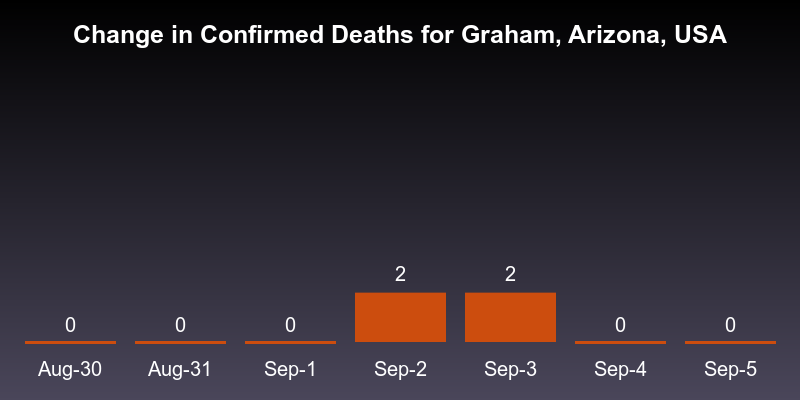 Change in Confirmed Deaths for Graham, Arizona, USA
0 0 0 2 2 0 0
Aug-30 Aug-31 Sep-1 Sep-2 Sep-3 Sep-4 Sep-5